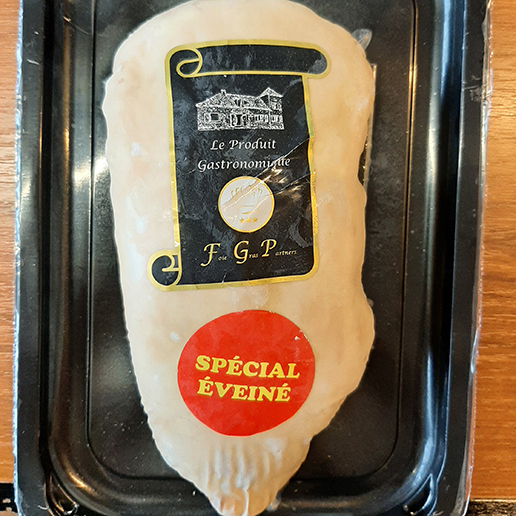 Le Produit
Gastronomique
Foie Gras Partners
SPÉCIAL
ÉVEINÉ